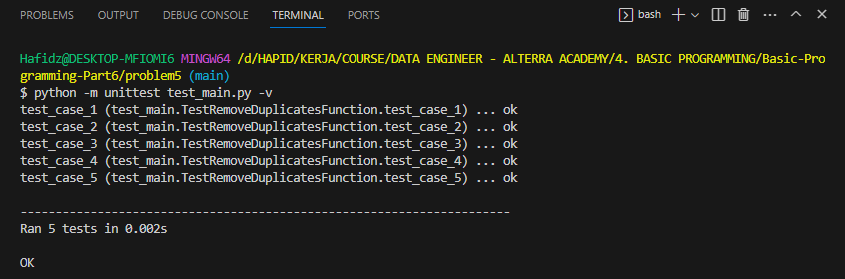 PROBLEMS OUTPUT DEBUG CONSOLE TERMINAL PORTS bash
Hafidz@DESKTOP-MFIOMI6 MINGW64 /d/HAPID/KERJA/COURSE/DATA ENGINEER - ALTERRA ACADEMY/4. BASIC PROGRAMMING/Basic-Pro
gramming-Part6/problem5 (main)
$ python -m unittest test_main.py -v
test_case_1 (test_main.TestRemoveDuplicatesFunction.test_case_1) ... ok
test_case_2 (test_main.TestRemoveDuplicatesFunction.test_case_2) ... ok
test_case_3 (test_main.TestRemoveDuplicatesFunction.test_case_3) ... ok
test_case_4 (test_main.TestRemoveDuplicatesFunction.test_case_4) ... ok
test_case_5 (test_main.TestRemoveDuplicatesFunction.test_case_5) ... ok
----------------------------------------------------------------------
Ran 5 tests in 0.002s
OK